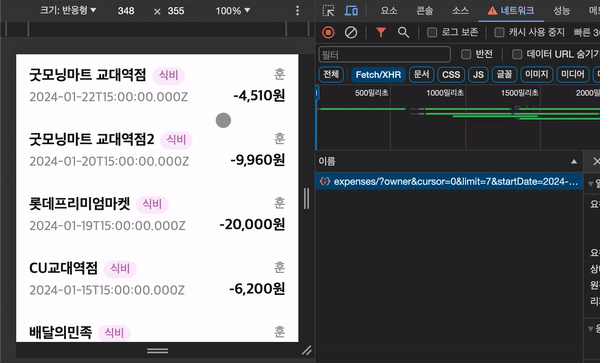 크기: 반응형 348 × 355 100%
요소 콘솔 소스 네트워크 성능
로그 보존 캐시 사용 중지 빠른
필터 반전 데이터 URL 숨기기
전체 Fetch/XHR 문서 CSS JS 글꼴 이미지 미디어
500밀리초 1000밀리초 1500밀리초
이름
expenses/?owner&cursor=0&limit=7&startDate=2024-...
굿모닝마트 교대역점 식비 훈
2024-01-22T15:00:00.000Z -4,510원
굿모닝마트 교대역점2 식비 훈
2024-01-20T15:00:00.000Z -9,960원
롯데프리미엄마켓 식비 훈
2024-01-19T15:00:00.000Z -20,000원
CU교대역점 식비 훈
2024-01-15T15:00:00.000Z -6,200원
배달의민족 식비 훈